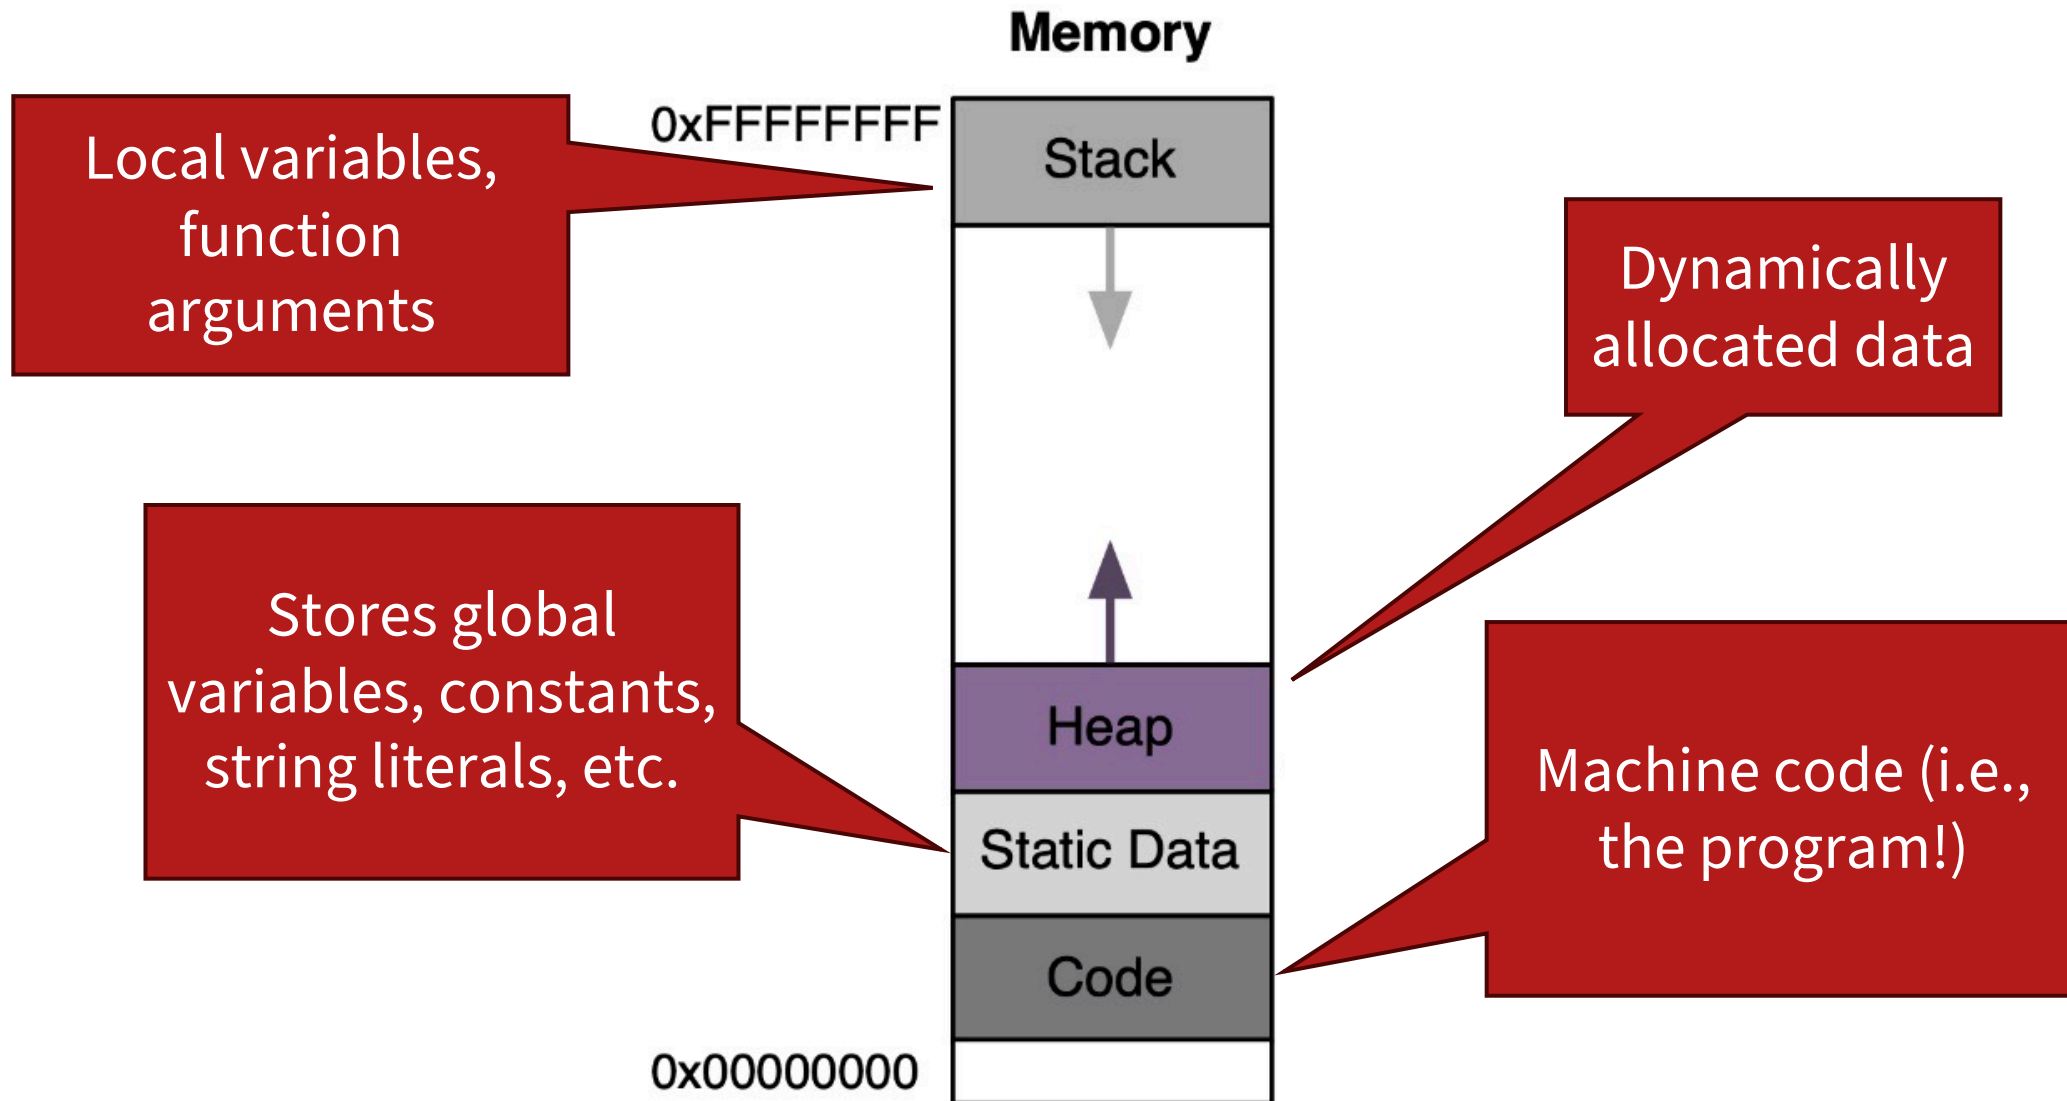 Memory
0xFFFFFFFF
Stack
Local variables,
function
arguments
Dynamically
allocated data
Stores global
variables, constants,
string literals, etc.
Heap
Static Data
Machine code (i.e.,
the program!)
Code
0x00000000